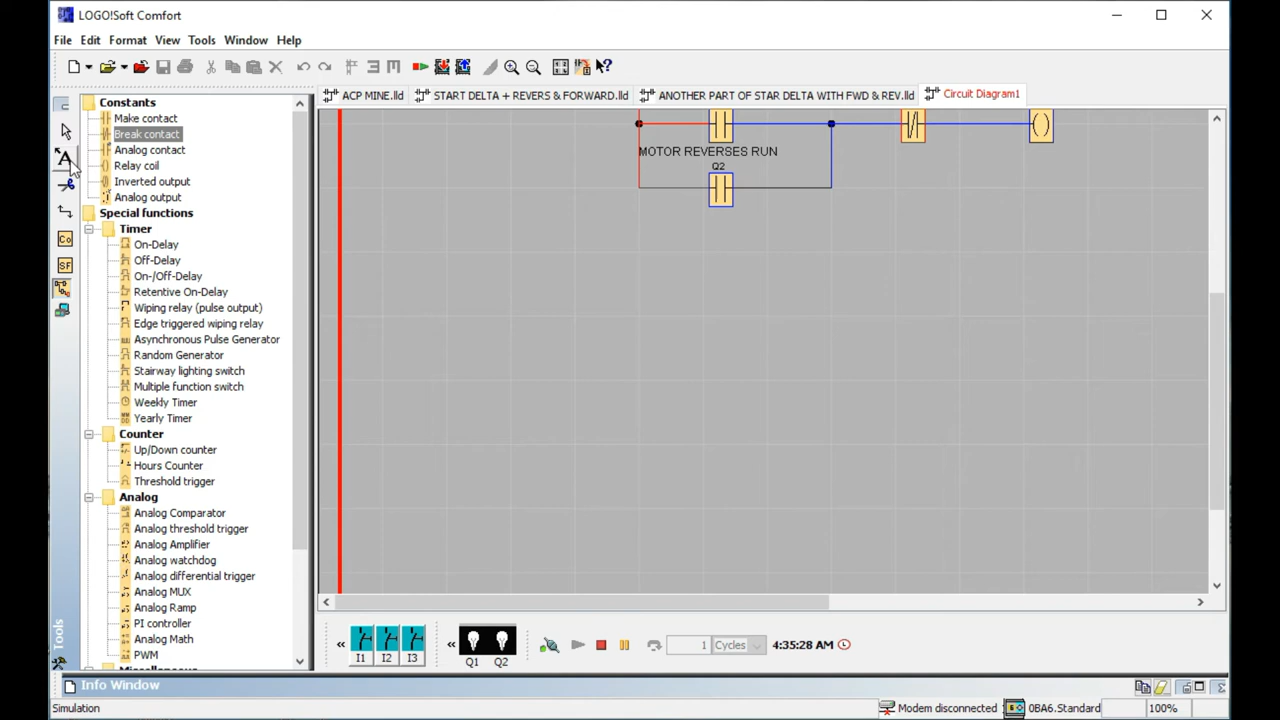 LOGO!Soft Comfort
File Edit Format View Tools Window Help
ACP MINE.lld START DELTA + REVERS & FORWARD.lld ANOTHER PART OF STAR DELTA WITH FWD & REV.lld Circuit Diagram1
Constants
Make contact
Break contact
Analog contact
Relay coil
Inverted output
Analog output
Special functions
Timer
On-Delay
Off-Delay
On-/Off-Delay
Retentive On-Delay
Wiping relay (pulse output)
Edge triggered wiping relay
Asynchronous Pulse Generator
Random Generator
Stairway lighting switch
Multiple function switch
Weekly Timer
Yearly Timer
Counter
Up/Down counter
Hours Counter
Threshold trigger
Analog
Analog Comparator
Analog threshold trigger
Analog Amplifier
Analog watchdog
Analog differential trigger
Analog MUX
Analog Ramp
PI controller
Analog Math
PWM
Miscellaneous
A
Co
SF
Tools
MOTOR REVERSES RUN
Q2
I1 I2 I3 Q1 Q2 1 Cycles 4:35:28 AM
Info Window
Simulation Modem disconnected 0BA6.Standard 100%